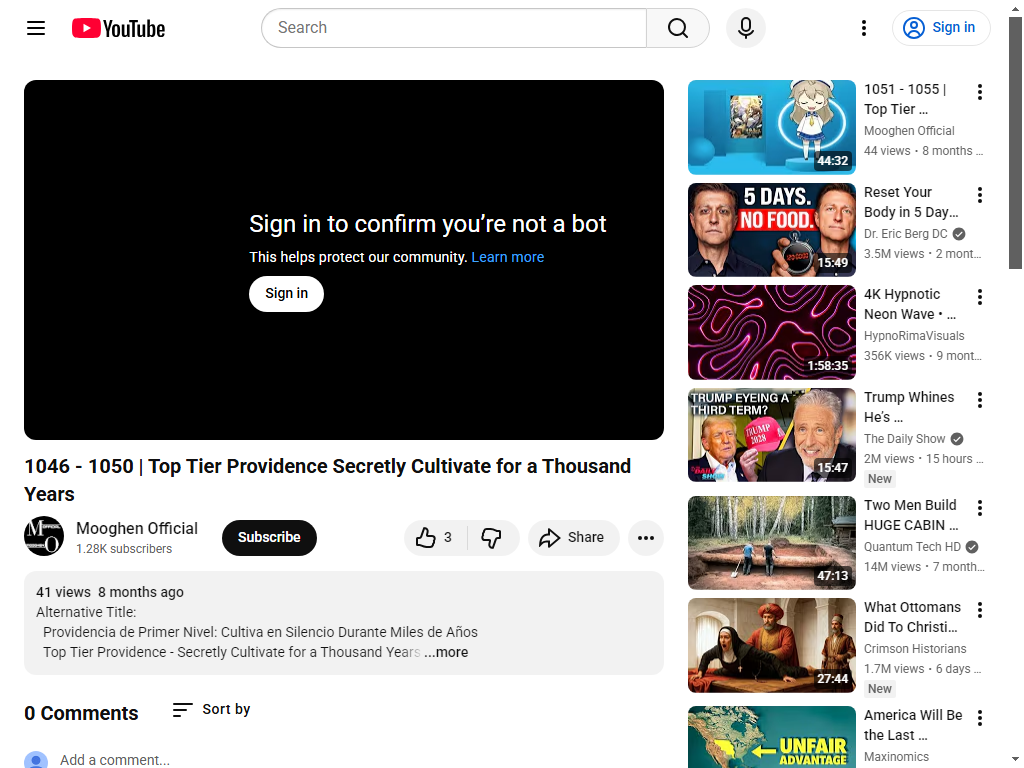 YouTube
Search
Sign in
Sign in to confirm you’re not a bot
This helps protect our community. Learn more
Sign in
1046 - 1050 | Top Tier Providence Secretly Cultivate for a Thousand
Years
Mooghen Official
1.28K subscribers
Subscribe
3
Share
41 views 8 months ago
Alternative Title:
Providencia de Primer Nivel: Cultiva en Silencio Durante Miles de Años
Top Tier Providence - Secretly Cultivate for a Thousand Years ...more
0 Comments
Sort by
Add a comment...
44:32
1051 - 1055 |
Top Tier ...
Mooghen Official
44 views • 8 months ...
5 DAYS.
NO FOOD.
15:49
Reset Your
Body in 5 Day...
Dr. Eric Berg DC
3.5M views • 2 mont...
1:58:35
4K Hypnotic
Neon Wave • ...
HypnoRimaVisuals
356K views • 9 mont...
TRUMP EYEING A
THIRD TERM?
TRUMP
2028
15:47
Trump Whines
He’s ...
The Daily Show
2M views • 15 hours ...
New
47:13
Two Men Build
HUGE CABIN ...
Quantum Tech HD
14M views • 7 month...
27:44
What Ottomans
Did To Christi...
Crimson Historians
1.7M views • 6 days ...
New
UNFAIR
ADVANTAGE
America Will Be
the Last ...
Maxinomics